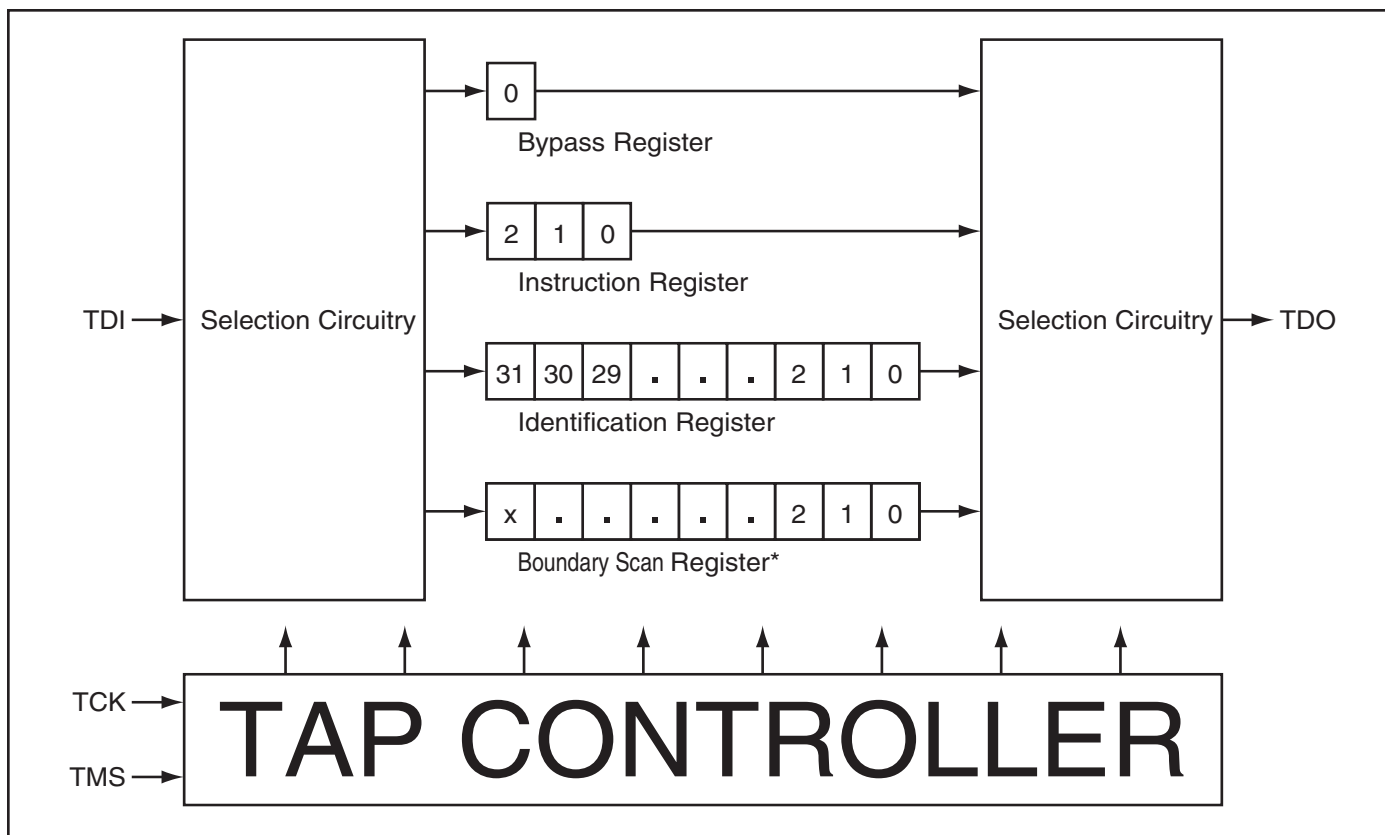 0
Bypass Register
2 1 0
Instruction Register
TDI
Selection Circuitry
Selection Circuitry
TDO
31 30 29 . . . 2 1 0
Identification Register
x . . . . . 2 1 0
Boundary Scan Register*
TCK
TMS
TAP CONTROLLER